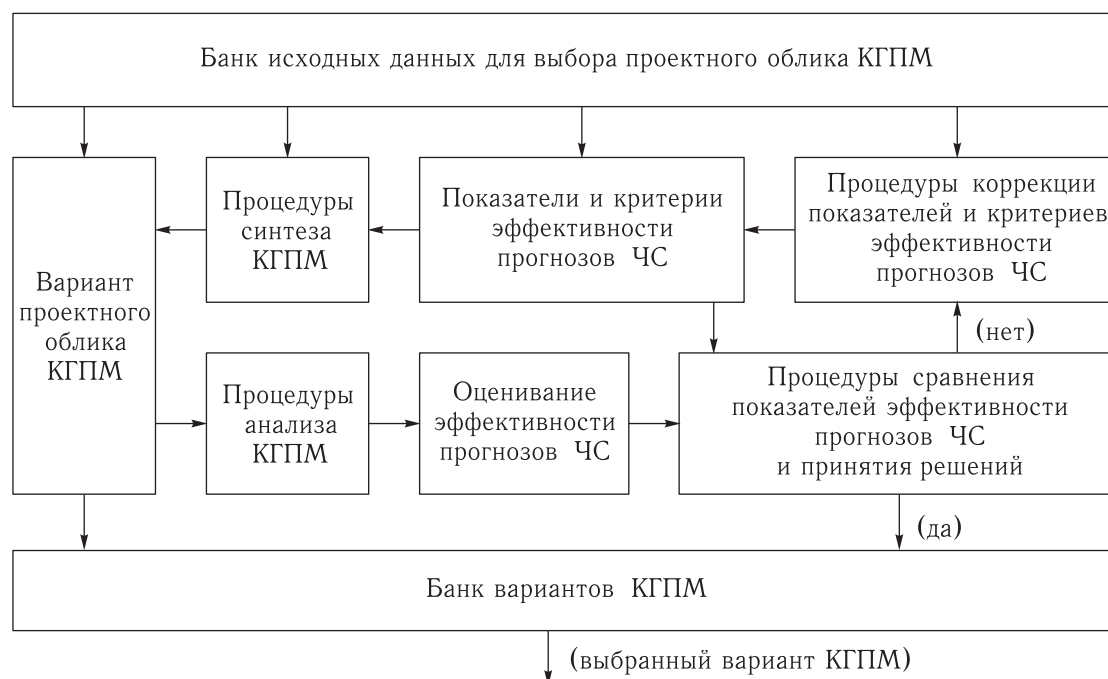 Банк исходных данных для выбора проектного облика КГПМ
Вариант
проектного
облика
КГПМ
Процедуры
синтеза
КГПМ
Показатели и критерии
эффективности
прогнозов ЧС
Процедуры коррекции
показателей и критериев
эффективности
прогнозов ЧС
(нет)
Процедуры
анализа
КГПМ
Оценивание
эффективности
прогнозов ЧС
Процедуры сравнения
показателей эффективности
прогнозов ЧС
и принятия решений
(да)
Банк вариантов КГПМ
(выбранный вариант КГПМ)